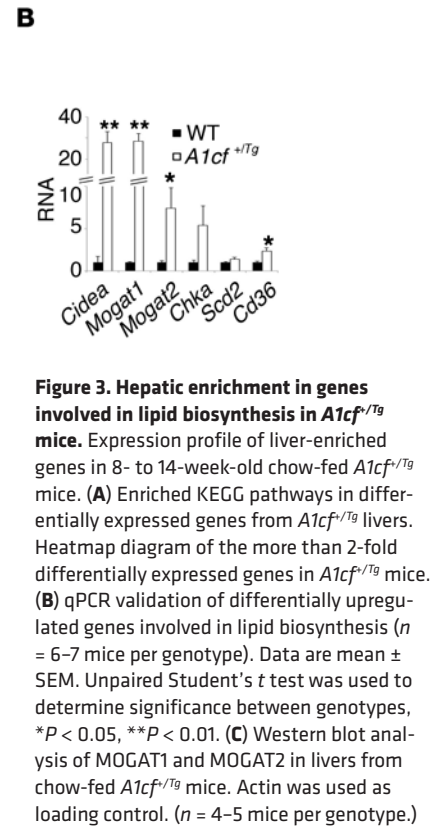 B
40
20
10
5
0
RNA
** **
*
*
WT
A1cf +/Tg
Cidea
Mogat1
Mogat2
Chka
Scd2
Cd36
Figure 3. Hepatic enrichment in genes
involved in lipid biosynthesis in A1cf+/Tg
mice. Expression profile of liver-enriched
genes in 8- to 14-week-old chow-fed A1cf+/Tg
mice. (A) Enriched KEGG pathways in differ-
entially expressed genes from A1cf+/Tg livers.
Heatmap diagram of the more than 2-fold
differentially expressed genes in A1cf+/Tg mice.
(B) qPCR validation of differentially upregu-
lated genes involved in lipid biosynthesis (n
= 6–7 mice per genotype). Data are mean ±
SEM. Unpaired Student’s t test was used to
determine significance between genotypes,
*P < 0.05, **P < 0.01. (C) Western blot anal-
ysis of MOGAT1 and MOGAT2 in livers from
chow-fed A1cf+/Tg mice. Actin was used as
loading control. (n = 4–5 mice per genotype.)